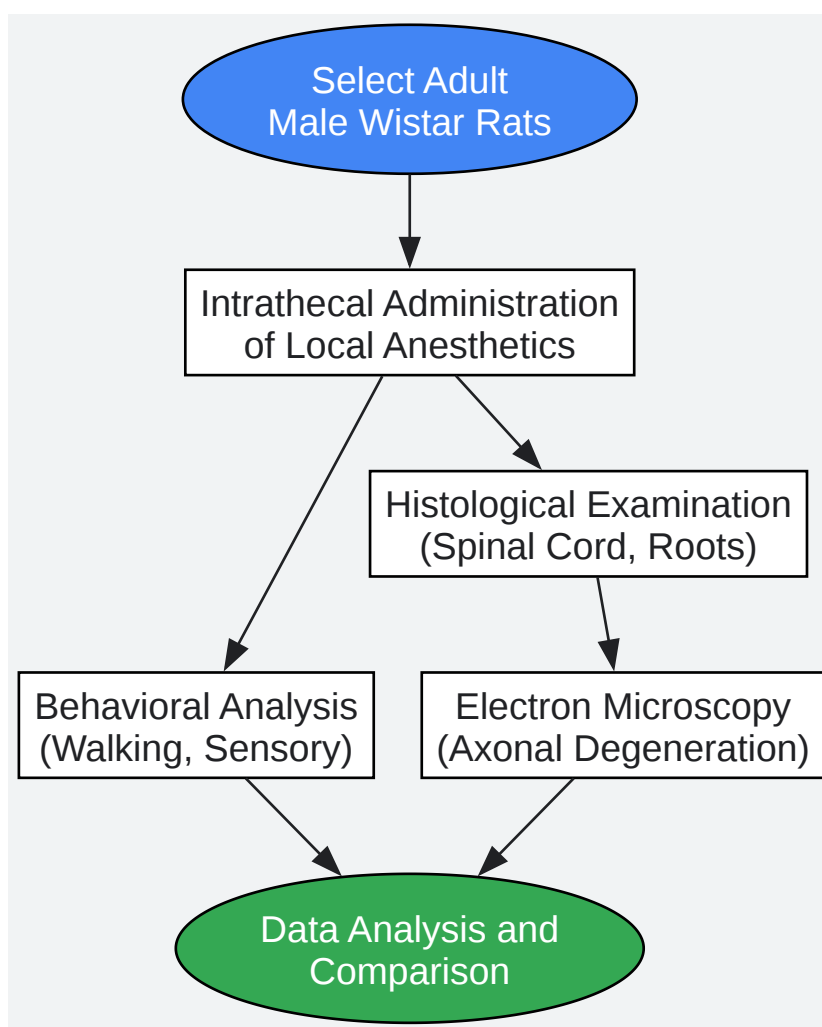 Select Adult
Male Wistar Rats
Intrathecal Administration
of Local Anesthetics
Histological Examination
(Spinal Cord, Roots)
Behavioral Analysis
(Walking, Sensory)
Electron Microscopy
(Axonal Degeneration)
Data Analysis and
Comparison